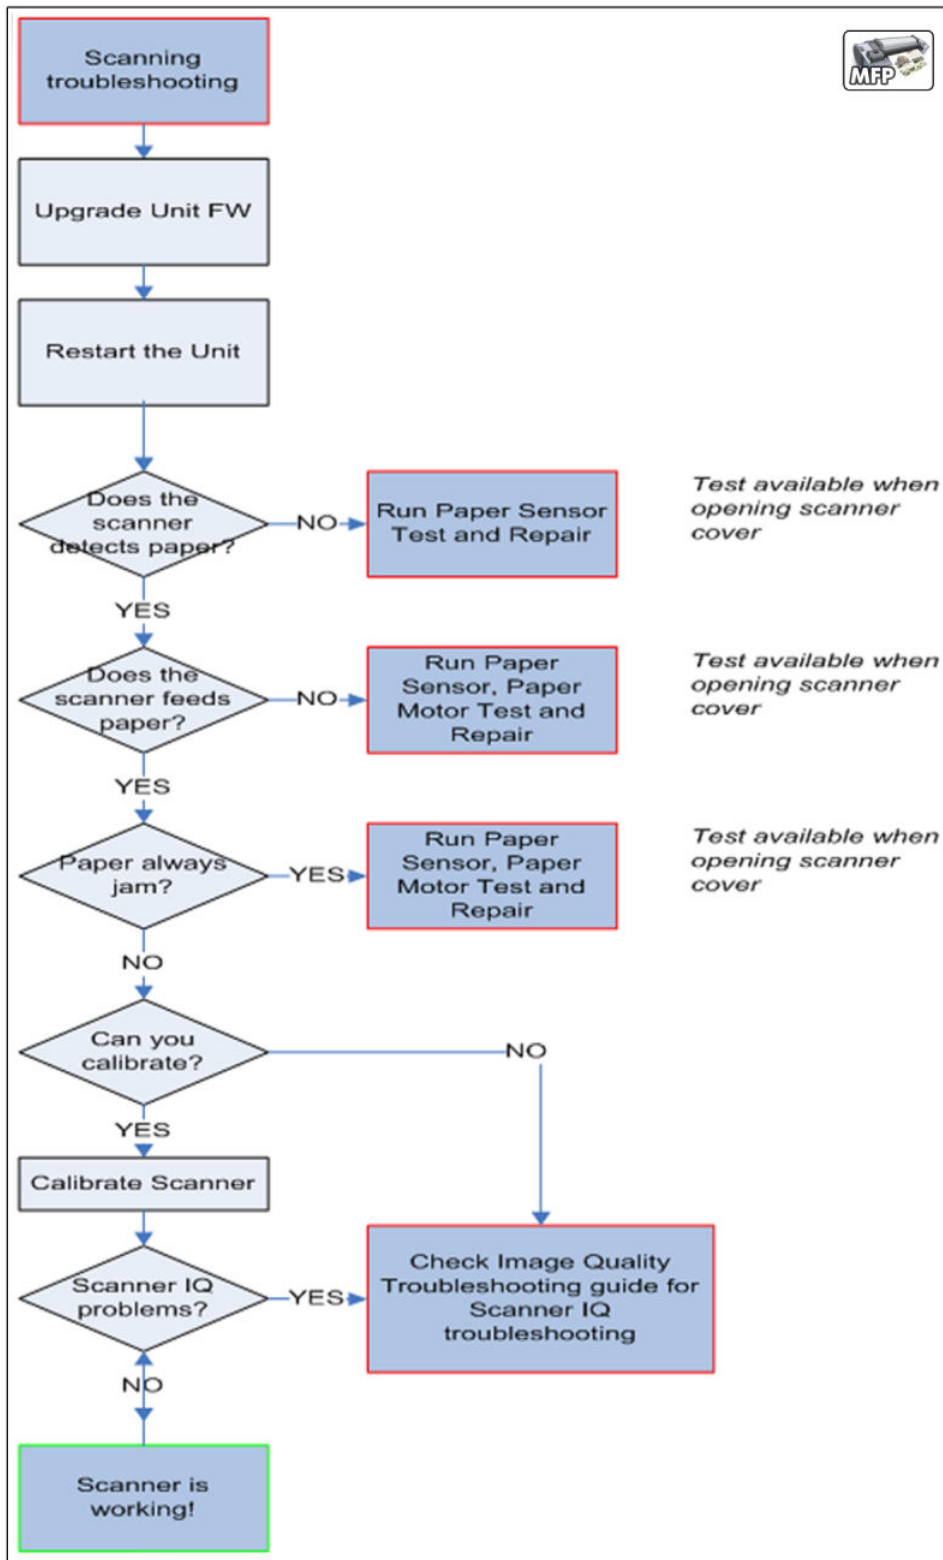 Scanning
troubleshooting
MFP
Upgrade Unit FW
Restart the Unit
Does the
scanner
detects paper?
NO
Run Paper Sensor
Test and Repair
Test available when
opening scanner
cover
YES
Does the
scanner feeds
paper?
NO
Run Paper
Sensor, Paper
Motor Test and
Repair
Test available when
opening scanner
cover
YES
Paper always
jam?
YES
Run Paper
Sensor, Paper
Motor Test and
Repair
Test available when
opening scanner
cover
NO
Can you
calibrate?
NO
YES
Calibrate Scanner
Scanner IQ
problems?
YES
Check Image Quality
Troubleshooting guide for
Scanner IQ
troubleshooting
NO
Scanner is
working!